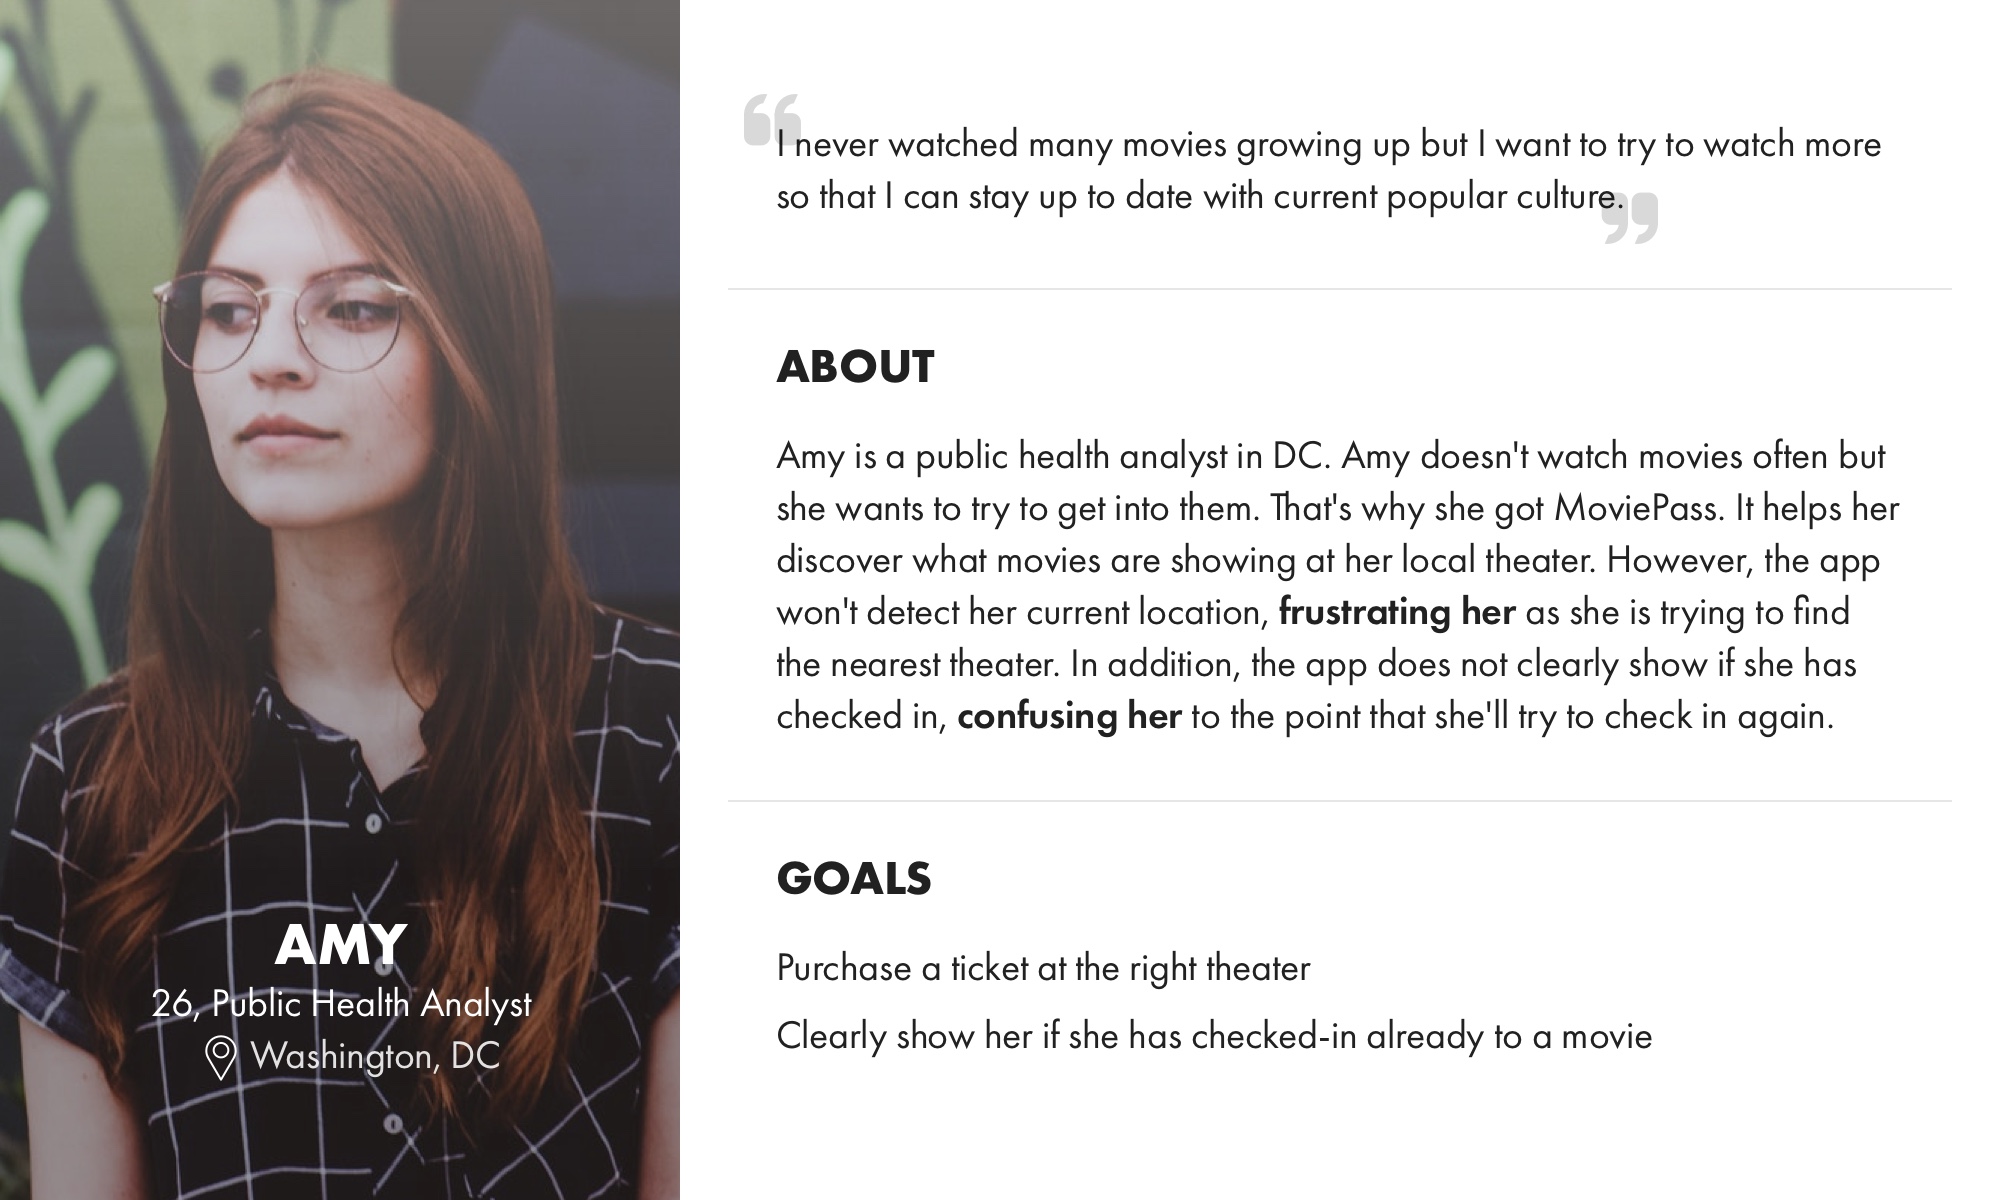 “I never watched many movies growing up but I want to try to watch more
so that I can stay up to date with current popular culture.”
ABOUT
Amy is a public health analyst in DC. Amy doesn't watch movies often but
she wants to try to get into them. That's why she got MoviePass. It helps her
discover what movies are showing at her local theater. However, the app
won't detect her current location, frustrating her as she is trying to find
the nearest theater. In addition, the app does not clearly show if she has
checked in, confusing her to the point that she'll try to check in again.
GOALS
Purchase a ticket at the right theater
Clearly show her if she has checked-in already to a movie
AMY
26, Public Health Analyst
Washington, DC